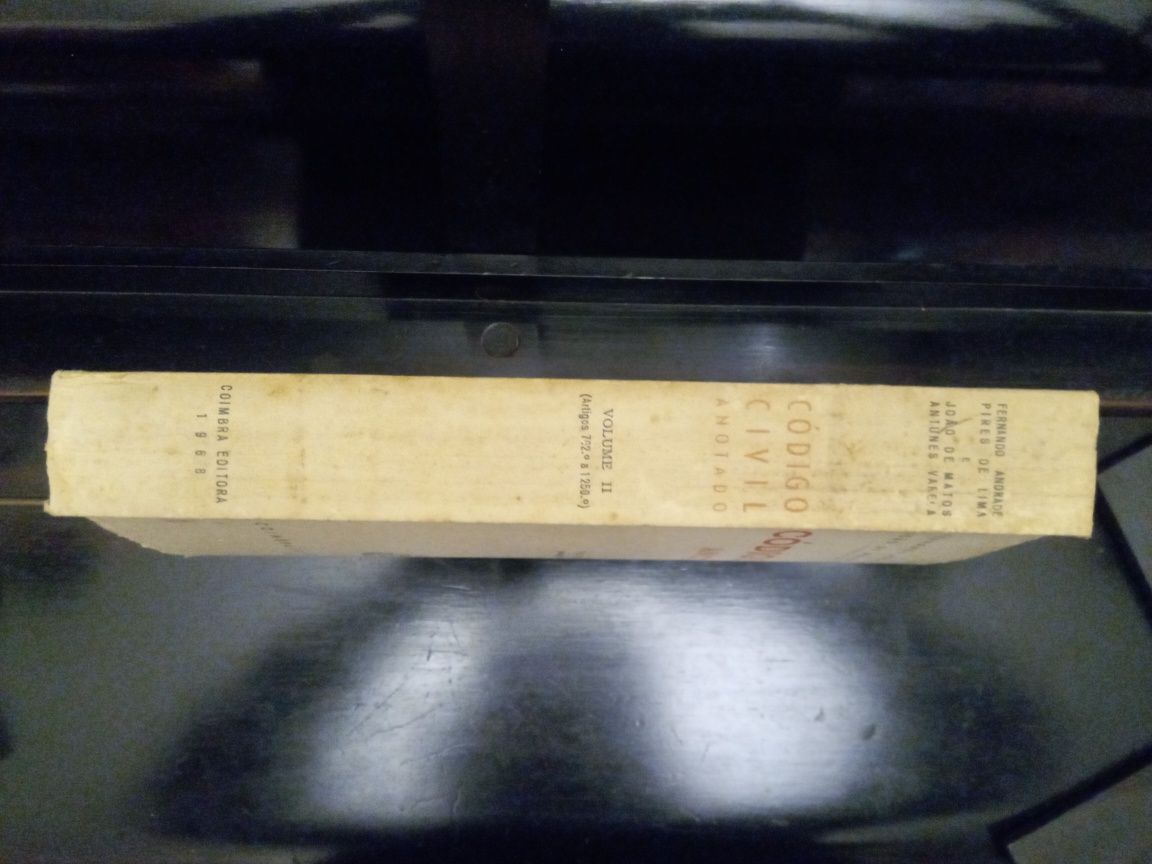 FERNANDO ANDRADE
PIRES DE LIMA
E
JOÃO DE MATOS
ANTUNES VARELA
CÓDIGO
CIVIL
ANOTADO
VOLUME II
(Artigos 762.º a 1250.º)
COIMBRA EDITORA
1968